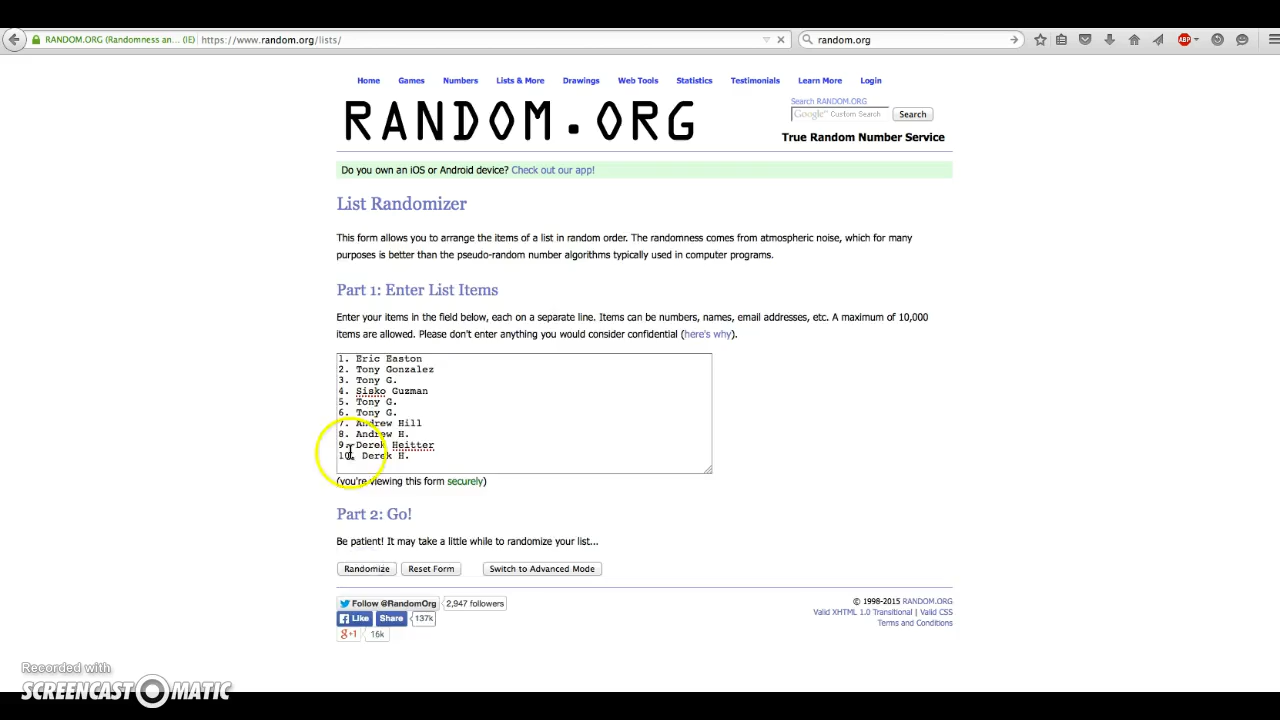 RANDOM.ORG (Randomness an... (IE) https://www.random.org/lists/ random.org ABP
Home Games Numbers Lists & More Drawings Web Tools Statistics Testimonials Learn More Login
RANDOM.ORG
Search RANDOM.ORG
Google™ Custom Search Search
True Random Number Service
Do you own an iOS or Android device? Check out our app!
List Randomizer
This form allows you to arrange the items of a list in random order. The randomness comes from atmospheric noise, which for many
purposes is better than the pseudo-random number algorithms typically used in computer programs.
Part 1: Enter List Items
Enter your items in the field below, each on a separate line. Items can be numbers, names, email addresses, etc. A maximum of 10,000
items are allowed. Please don't enter anything you would consider confidential (here's why).
1. Eric Easton
2. Tony Gonzalez
3. Tony G.
4. Sisko Guzman
5. Tony G.
6. Tony G.
7. Andrew Hill
8. Andrew H.
9. Derek Heitter
10. Derek H.
(you're viewing this form securely)
Part 2: Go!
Be patient! It may take a little while to randomize your list...
Randomize Reset Form Switch to Advanced Mode
Follow @RandomOrg 2,947 followers
Like Share 137k
g+1 16k
© 1998-2015 RANDOM.ORG
Valid XHTML 1.0 Transitional | Valid CSS
Terms and Conditions
Recorded with
SCREENCAST-O-MATIC